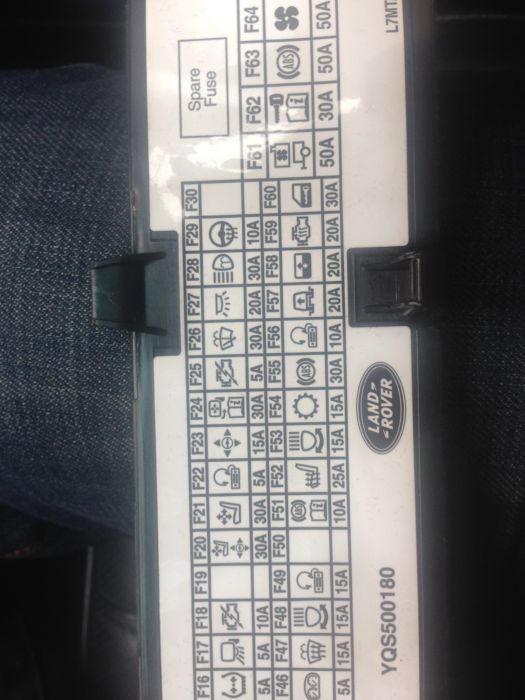 Spare
Fuse
F16 F17 F18 F19 F20 F21 F22 F23 F24 F25 F26 F27 F28 F29 F30
5A 5A 10A 30A 30A 5A 15A 30A 5A 30A 20A 30A 10A
F61 F62 F63 F64
ABS
50A 30A 50A 50A
F46 F47 F48 F49 F50 F51 F52 F53 F54 F55 F56 F57 F58 F59 F60
ABS ABS
5A 15A 15A 15A 10A 25A 15A 15A 30A 10A 20A 20A 20A 30A
YQS500180
LAND
ROVER